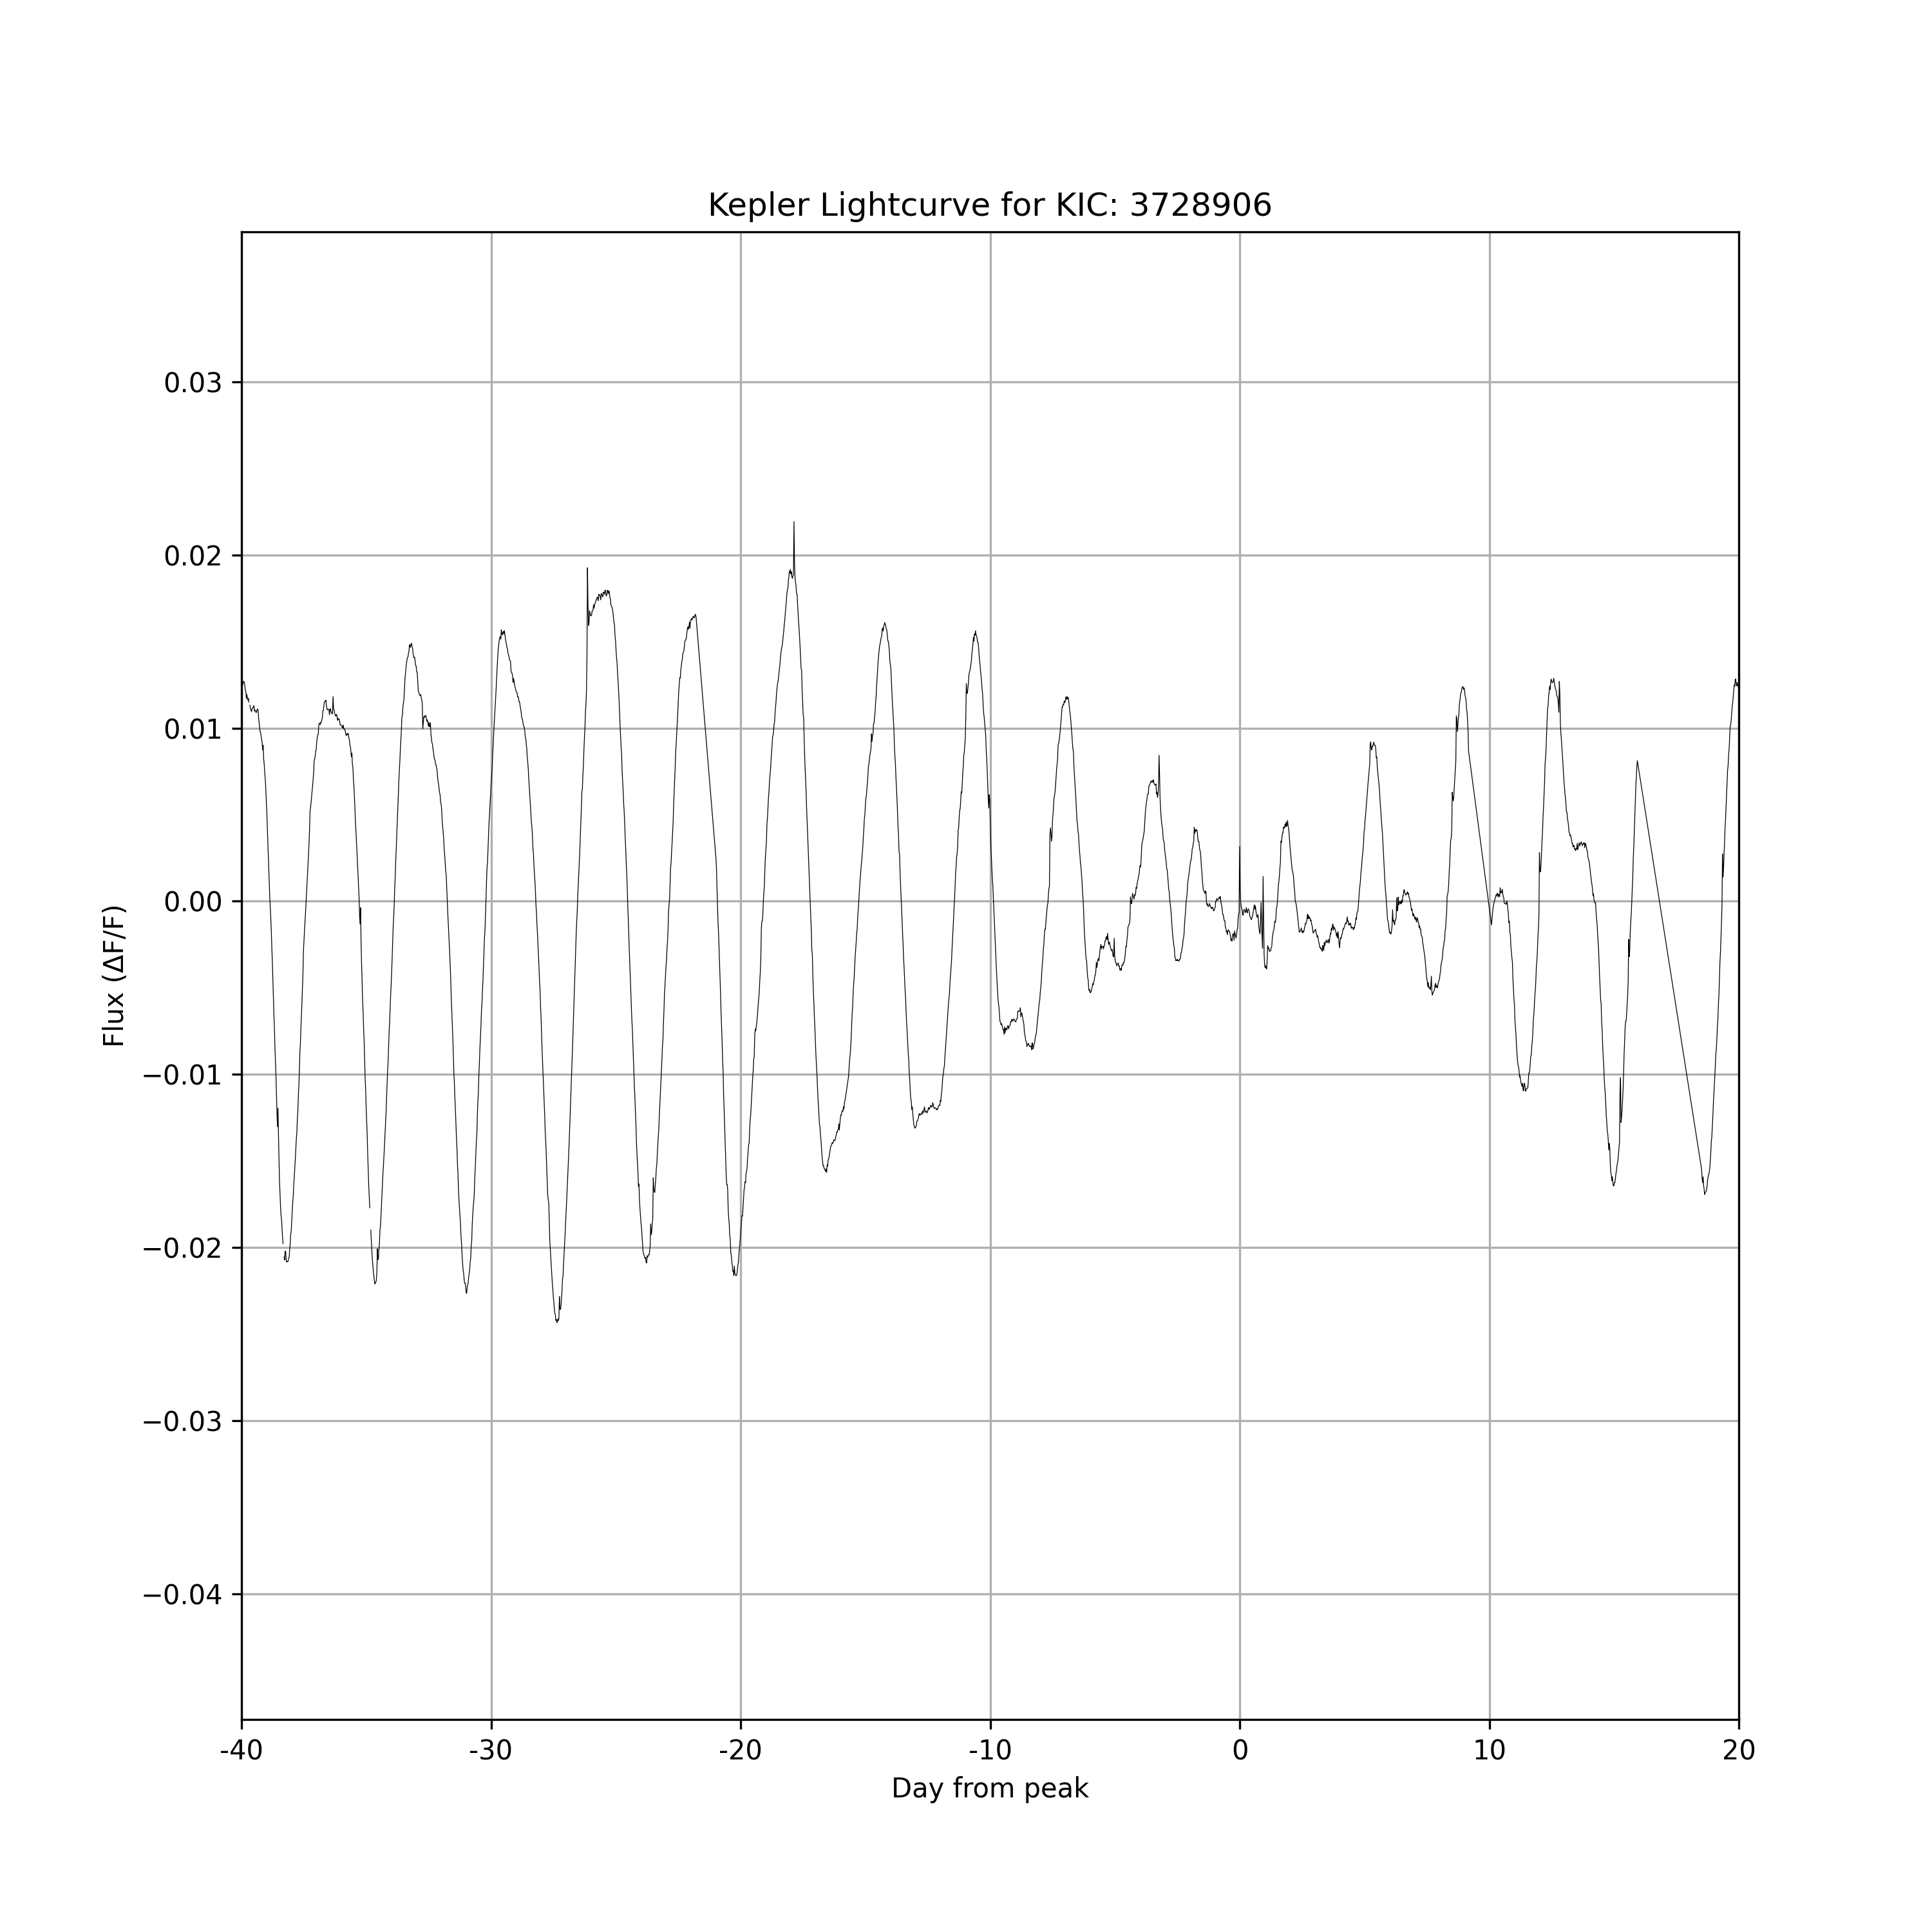 Kepler Lightcurve for KIC: 3728906
0.03
0.02
0.01
0.00
−0.01
−0.02
−0.03
−0.04
Flux (ΔF/F)
-40 -30 -20 -10 0 10 20
Day from peak